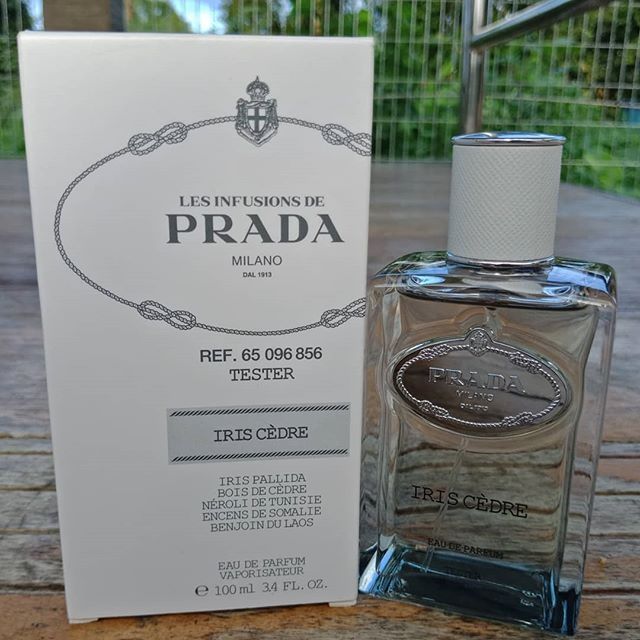 LES INFUSIONS DE
PRADA
MILANO
DAL 1913
REF. 65 096 856
TESTER
IRIS CÈDRE
IRIS PALLIDA
BOIS DE CÈDRE
NÉROLI DE TUNISIE
ENCENS DE SOMALIE
BENJOIN DU LAOS
EAU DE PARFUM
VAPORISATEUR
℮ 100 ml 3.4 FL. OZ.
PRADA
MILANO
IRIS CÈDRE
EAU DE PARFUM
TESTER